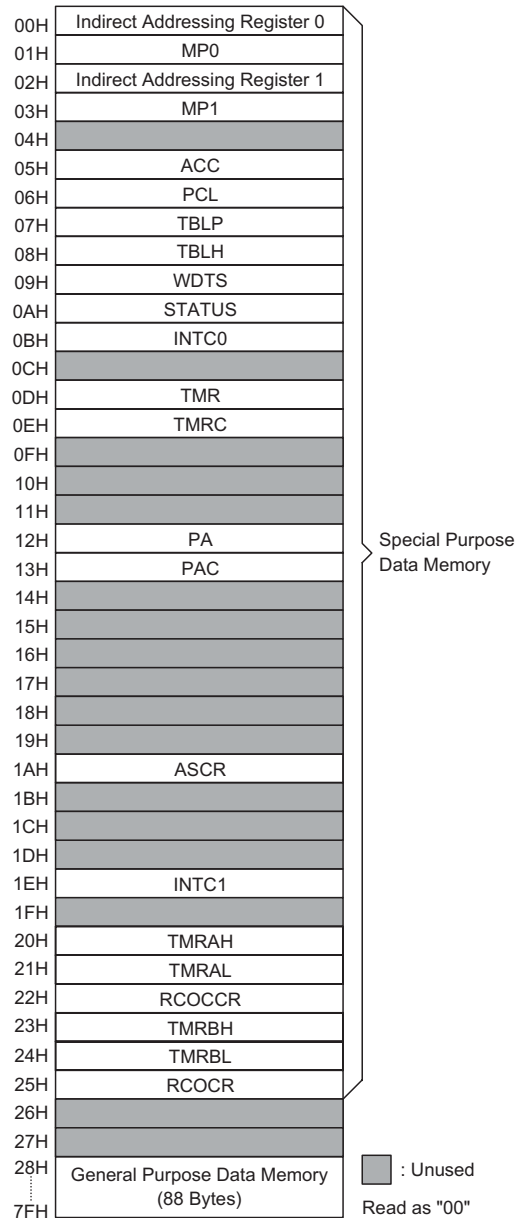 00H Indirect Addressing Register 0
01H MP0
02H Indirect Addressing Register 1
03H MP1
04H
05H ACC
06H PCL
07H TBLP
08H TBLH
09H WDTS
0AH STATUS
0BH INTC0
0CH
0DH TMR
0EH TMRC
0FH
10H
11H
12H PA
13H PAC
Special Purpose
Data Memory
14H
15H
16H
17H
18H
19H
1AH ASCR
1BH
1CH
1DH
1EH INTC1
1FH
20H TMRAH
21H TMRAL
22H RCOCCR
23H TMRBH
24H TMRBL
25H RCOCR
26H
27H
28H
General Purpose Data Memory
(88 Bytes)
7FH
: Unused
Read as "00"